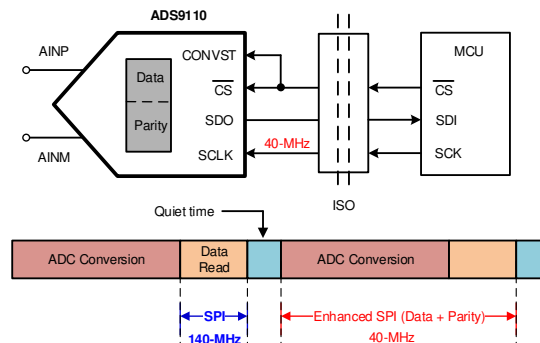 ADS9110
AINP
AINM
CONVST
CS
SDO
SCLK
Data
Parity
40-MHz
ISO
MCU
CS
SDI
SCK
Quiet time
ADC Conversion
Data
Read
ADC Conversion
SPI
140-MHz
Enhanced SPI (Data + Parity)
40-MHz